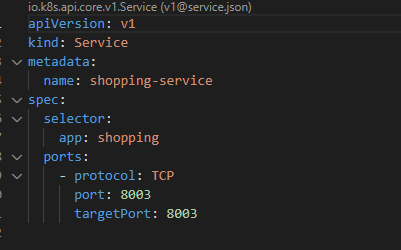 io.k8s.api.core.v1.Service (v1@service.json)
apiVersion: v1
kind: Service
metadata:
  name: shopping-service
spec:
  selector:
    app: shopping
  ports:
    - protocol: TCP
      port: 8003
      targetPort: 8003